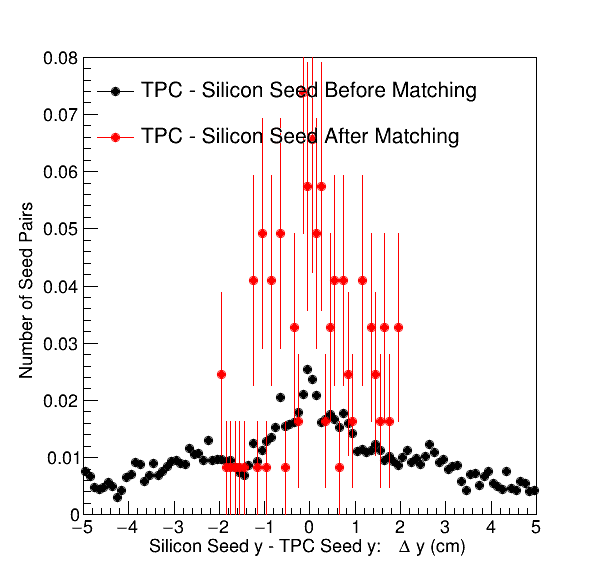 0.08
TPC - Silicon Seed Before Matching
0.07
TPC - Silicon Seed After Matching
0.06
0.05
0.04
0.03
0.02
0.01
0
Number of Seed Pairs
−5 −4 −3 −2 −1 0 1 2 3 4 5
Silicon Seed y - TPC Seed y: Δ y (cm)